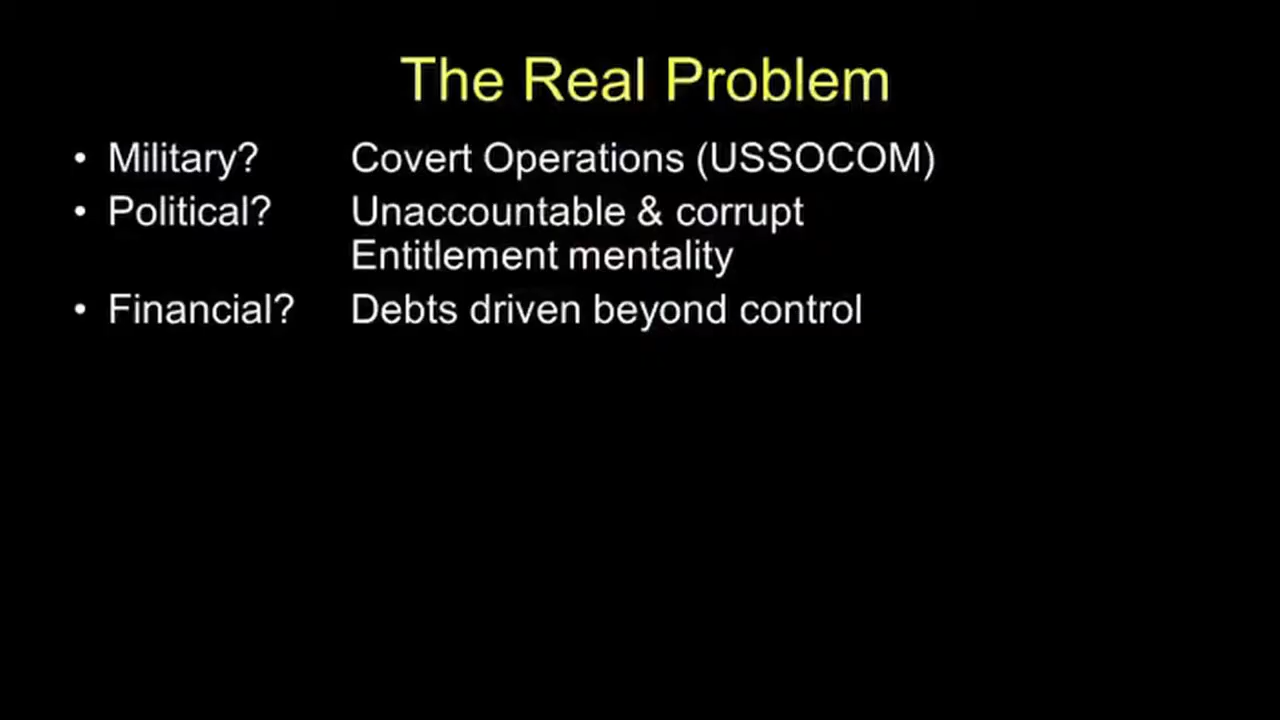 The Real Problem
• Military? Covert Operations (USSOCOM)
• Political? Unaccountable & corrupt
Entitlement mentality
• Financial? Debts driven beyond control